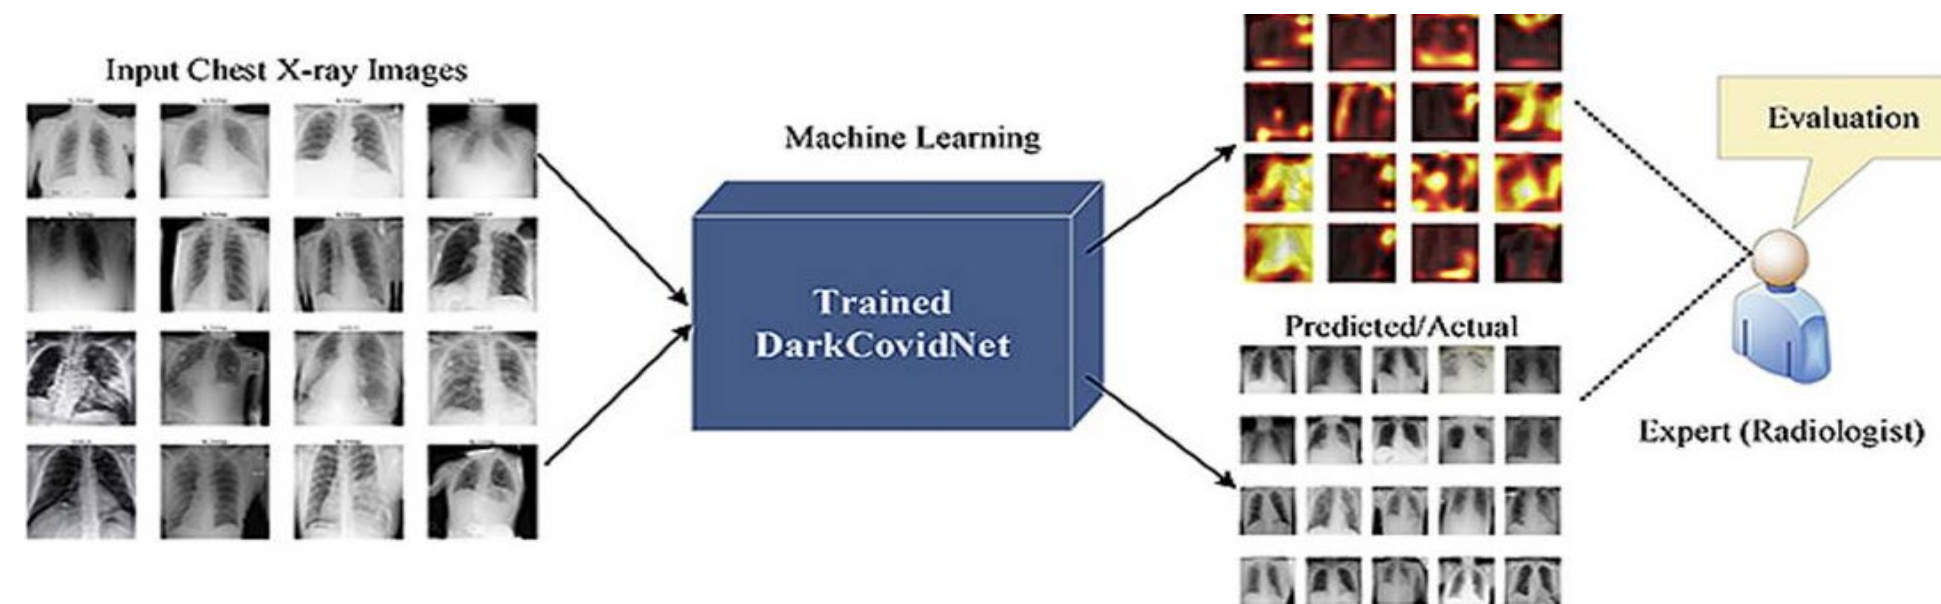 Input Chest X-ray Images
Machine Learning
Trained
DarkCovidNet
Predicted/Actual
Evaluation
Expert (Radiologist)